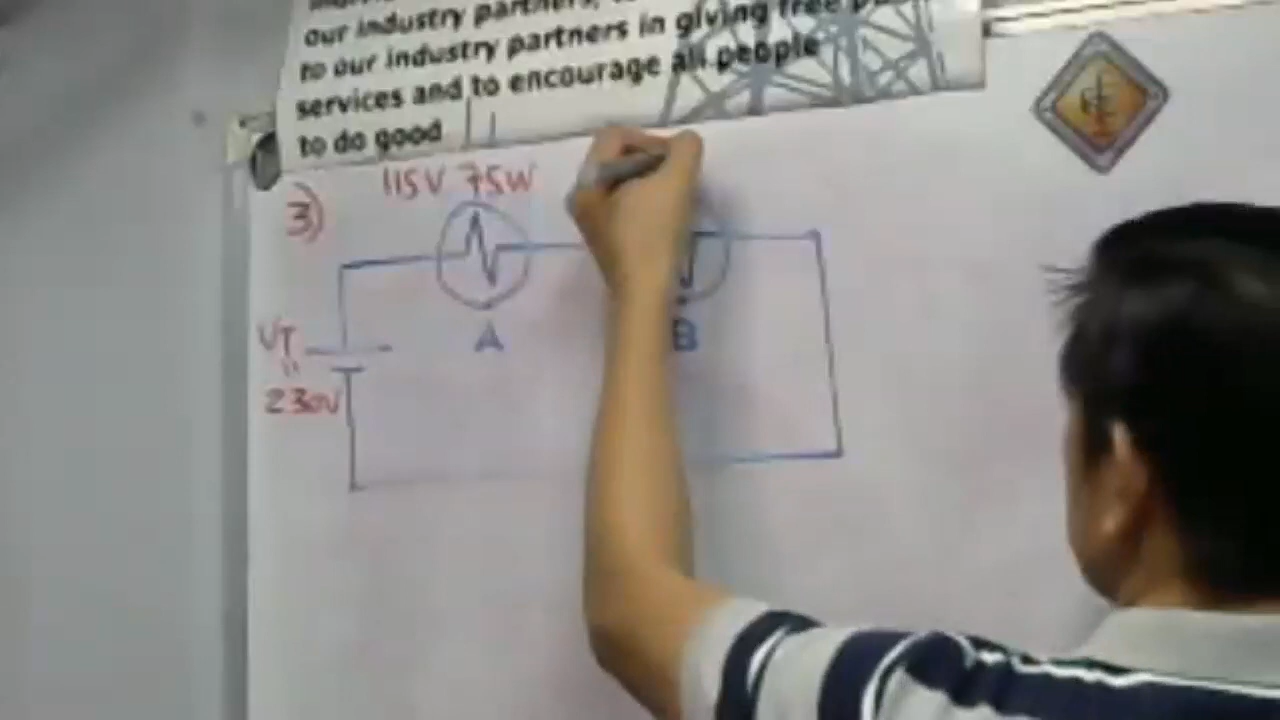 our industry partners,
to our industry partners in giving free
services and to encourage all people
to do good
3)
115V 75W
A
B
VT
=
230V